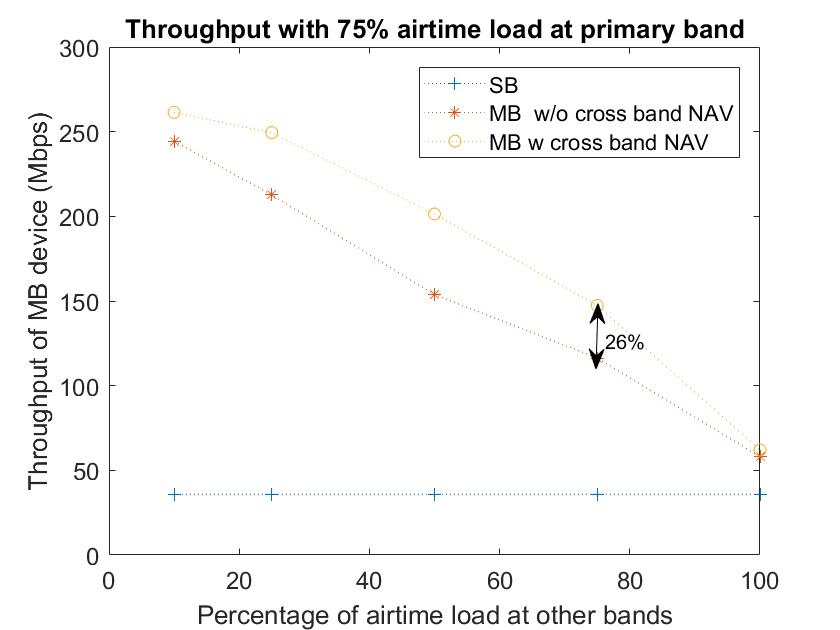 Throughput with 75% airtime load at primary band
300
250
200
150
100
50
0
Throughput of MB device (Mbps)
SB
MB w/o cross band NAV
MB w cross band NAV
26%
0 20 40 60 80 100
Percentage of airtime load at other bands